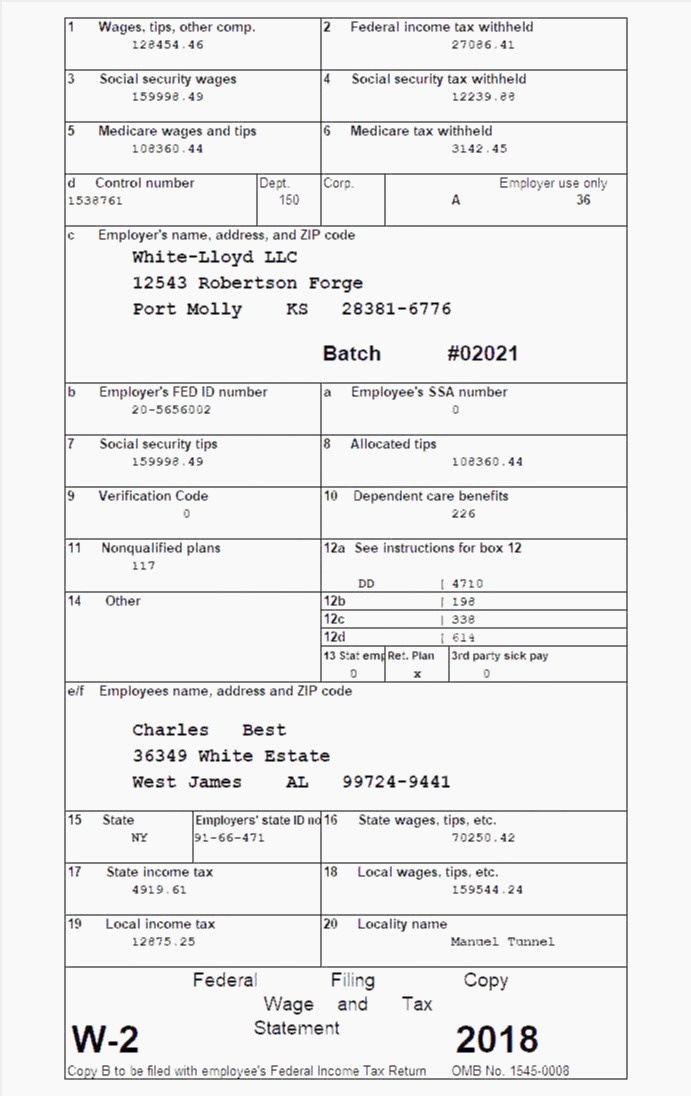 1 Wages, tips, other comp. 2 Federal income tax withheld
128454.46 27086.41
3 Social security wages 4 Social security tax withheld
159998.49 12239.88
5 Medicare wages and tips 6 Medicare tax withheld
108360.44 3142.45
d Control number Dept. Corp. Employer use only
1538761 150 A 36
c Employer's name, address, and ZIP code
White-Lloyd LLC
12543 Robertson Forge
Port Molly KS 28381-6776
Batch #02021
b Employer's FED ID number a Employee's SSA number
20-5656002 0
7 Social security tips 8 Allocated tips
159998.49 108360.44
9 Verification Code 10 Dependent care benefits
0 226
11 Nonqualified plans 12a See instructions for box 12
117
DD | 4710
14 Other 12b | 198
12c | 338
12d | 614
13 Stat emp Ret. Plan 3rd party sick pay
0 x 0
e/f Employees name, address and ZIP code
Charles Best
36349 White Estate
West James AL 99724-9441
15 State Employers' state ID no 16 State wages, tips, etc.
NY 91-66-471 70250.42
17 State income tax 18 Local wages, tips, etc.
4919.61 159544.24
19 Local income tax 20 Locality name
12875.25 Manuel Tunnel
Federal Filing Copy
Wage and Tax
Statement
W-2 2018
Copy B to be filed with employee's Federal Income Tax Return OMB No. 1545-0008